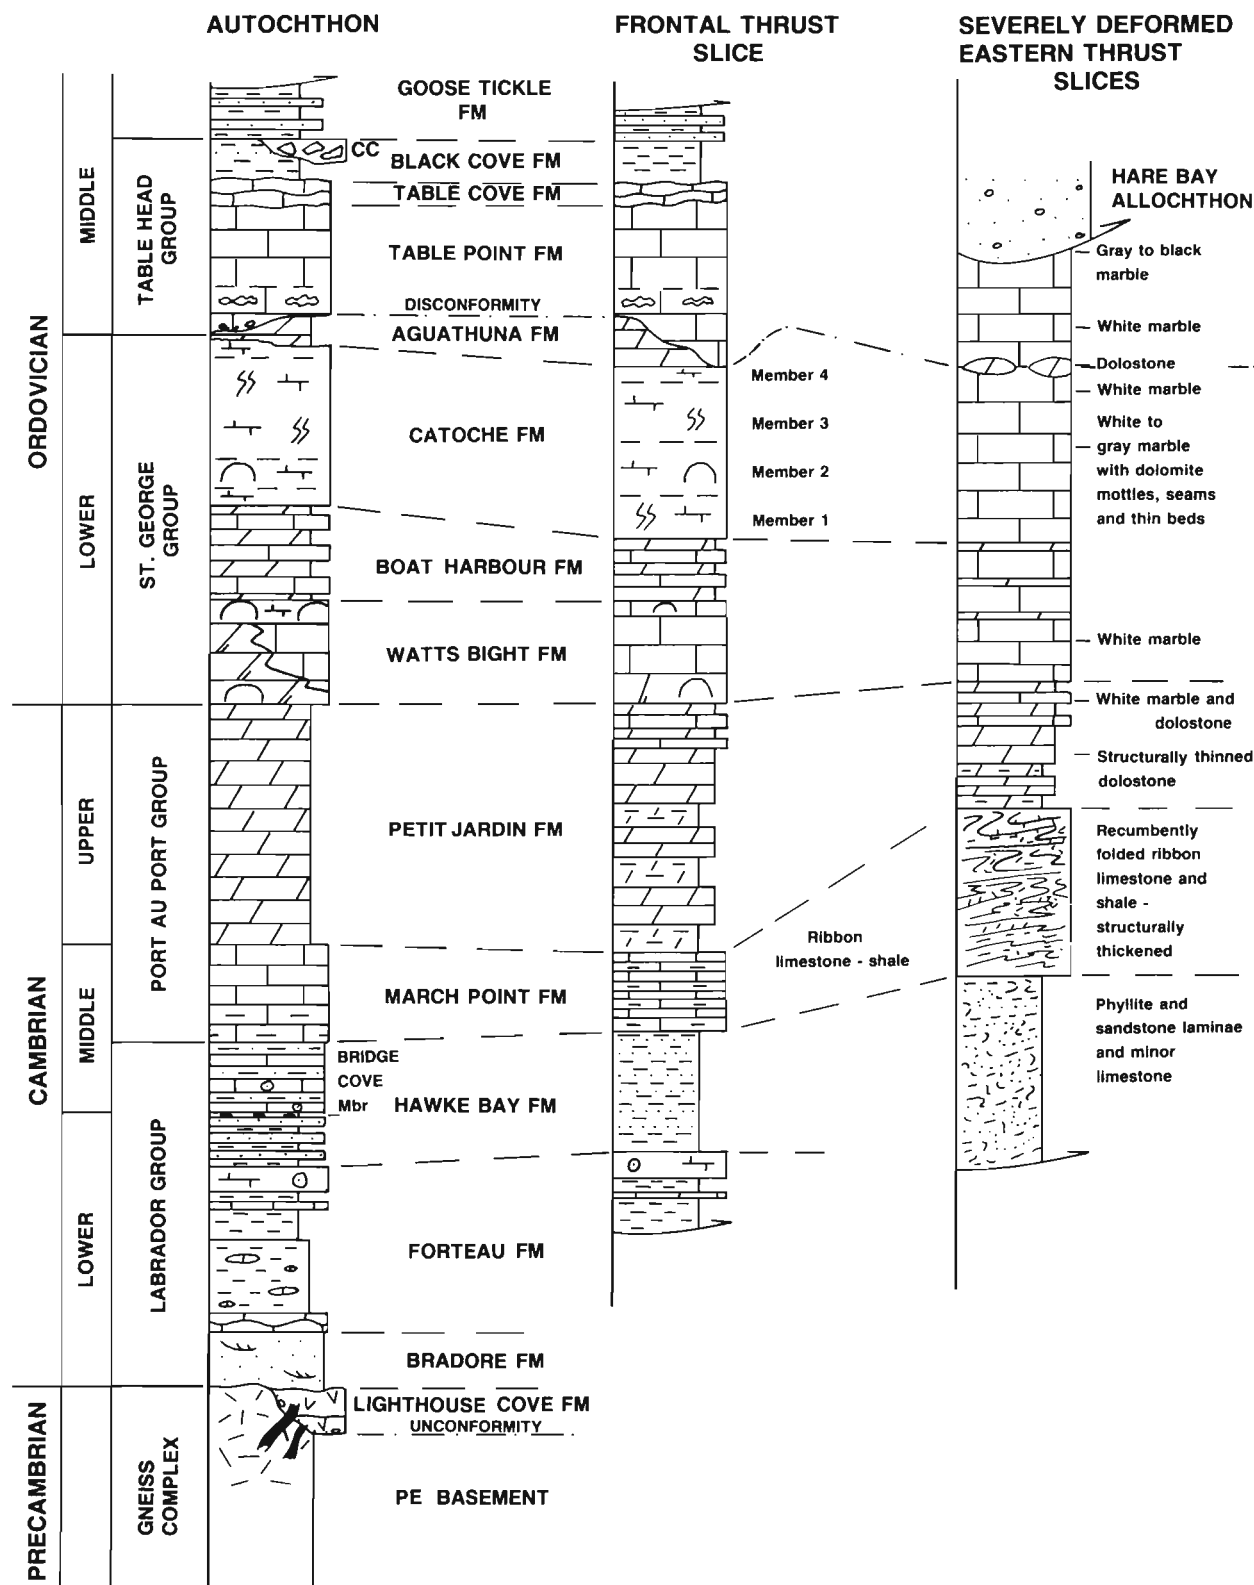 AUTOCHTHON
FRONTAL THRUST
SLICE
SEVERELY DEFORMED
EASTERN THRUST
SLICES
ORDOVICIAN
CAMBRIAN
PRECAMBRIAN
MIDDLE
LOWER
UPPER
MIDDLE
LOWER
TABLE HEAD
GROUP
ST. GEORGE
GROUP
PORT AU PORT GROUP
LABRADOR GROUP
GNEISS
COMPLEX
GOOSE TICKLE
FM
CC
BLACK COVE FM
TABLE COVE FM
TABLE POINT FM
DISCONFORMITY
AGUATHUNA FM
CATOCHE FM
BOAT HARBOUR FM
WATTS BIGHT FM
PETIT JARDIN FM
MARCH POINT FM
BRIDGE
COVE
Mbr
HAWKE BAY FM
FORTEAU FM
BRADORE FM
LIGHTHOUSE COVE FM
UNCONFORMITY
PE BASEMENT
Member 4
Member 3
Member 2
Member 1
Ribbon
limestone - shale
HARE BAY
ALLOCHTHON
Gray to black
marble
White marble
Dolostone
White marble
White to
gray marble
with dolomite
mottles, seams
and thin beds
White marble
White marble and
dolostone
Structurally thinned
dolostone
Recumbently
folded ribbon
limestone and
shale -
structurally
thickened
Phyllite and
sandstone laminae
and minor
limestone